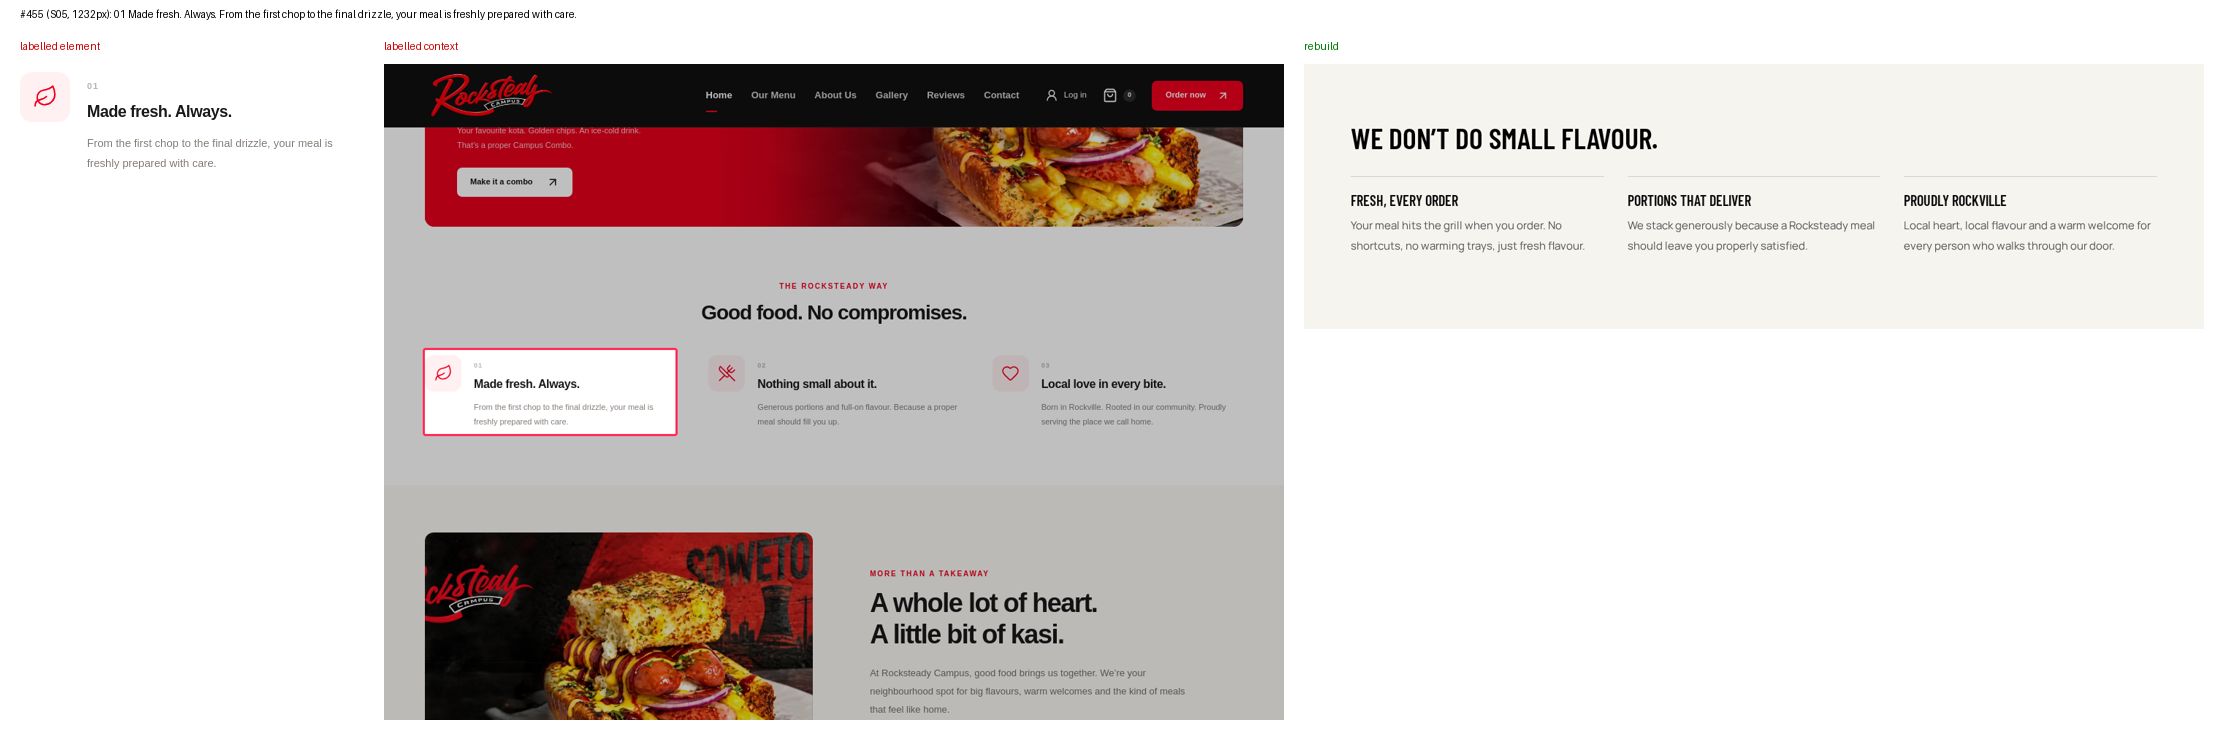 #455 (S05, 1232px): 01 Made fresh. Always. From the first chop to the final drizzle, your meal is freshly prepared with care.
labelled element
01
Made fresh. Always.
From the first chop to the final drizzle, your meal is
freshly prepared with care.
labelled context
Rocksteady
CAMPUS
Home
Our Menu
About Us
Gallery
Reviews
Contact
Log in
0
Order now
Your favourite kota. Golden chips. An ice-cold drink.
That's a proper Campus Combo.
Make it a combo
THE ROCKSTEADY WAY
Good food. No compromises.
01
Made fresh. Always.
From the first chop to the final drizzle, your meal is
freshly prepared with care.
02
Nothing small about it.
Generous portions and full-on flavour. Because a proper
meal should fill you up.
03
Local love in every bite.
Born in Rockville. Rooted in our community. Proudly
serving the place we call home.
SOWETO
cksteady
CAMPUS
MORE THAN A TAKEAWAY
A whole lot of heart.
A little bit of kasi.
At Rocksteady Campus, good food brings us together. We're your
neighbourhood spot for big flavours, warm welcomes and the kind of meals
that feel like home.
rebuild
WE DON'T DO SMALL FLAVOUR.
FRESH, EVERY ORDER
Your meal hits the grill when you order. No
shortcuts, no warming trays, just fresh flavour.
PORTIONS THAT DELIVER
We stack generously because a Rocksteady meal
should leave you properly satisfied.
PROUDLY ROCKVILLE
Local heart, local flavour and a warm welcome for
every person who walks through our door.